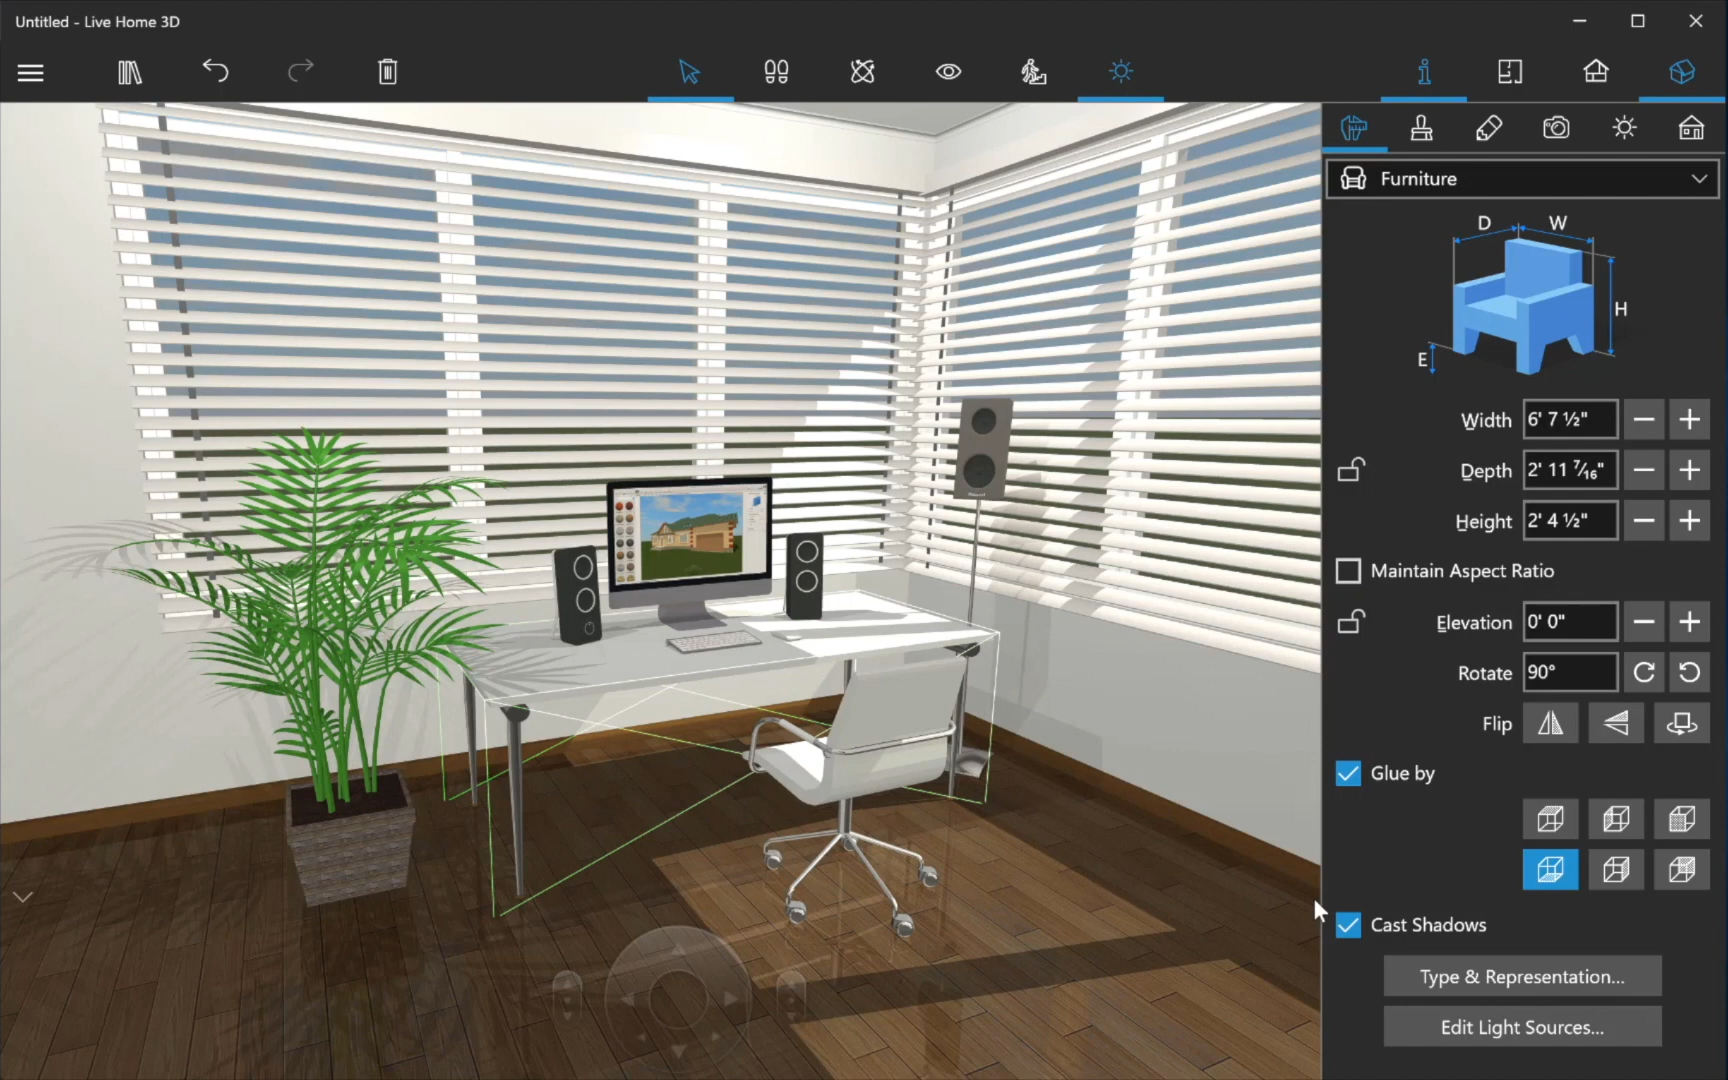 Untitled - Live Home 3D
Furniture
D W
H
E
Width 6' 7 ½"
Depth 2' 11 ⁷⁄₁₆"
Height 2' 4 ½"
Maintain Aspect Ratio
Elevation 0' 0"
Rotate 90°
Flip
Glue by
Cast Shadows
Type & Representation...
Edit Light Sources...